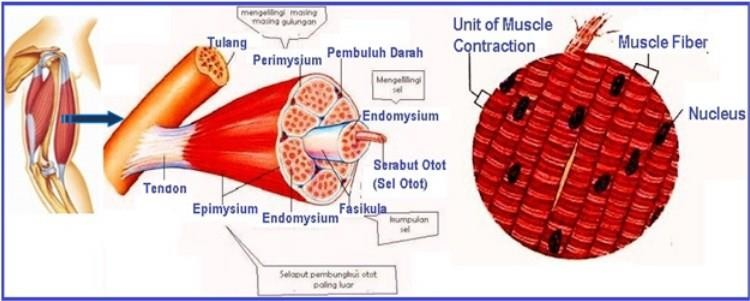 mengelilingi masing
masing gulungan
Tulang
Perimysium
Pembuluh Darah
Mengelilingi
sel
Endomysium
Serabut Otot
(Sel Otot)
Tendon
Epimysium
Endomysium
Fasikula
kumpulan
sel
Selaput pembungkus otot
paling luar
Unit of Muscle
Contraction
Muscle Fiber
Nucleus